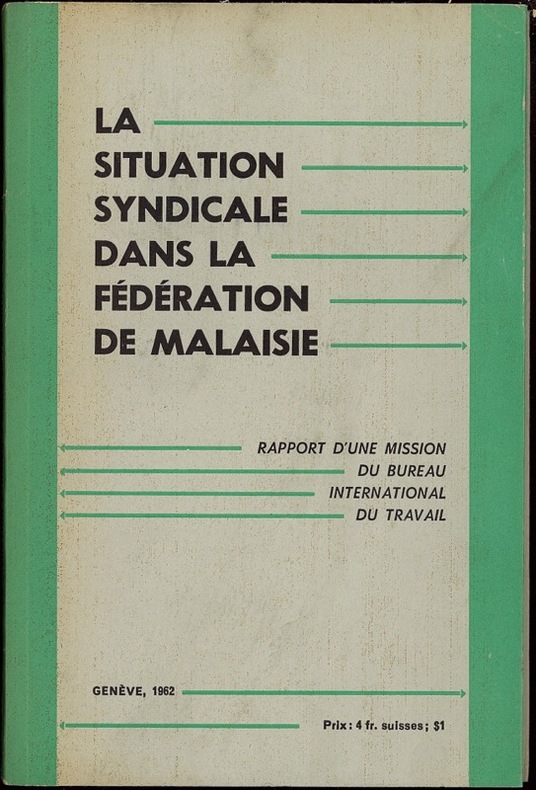 LA
SITUATION
SYNDICALE
DANS LA
FÉDÉRATION
DE MALAISIE
RAPPORT D'UNE MISSION
DU BUREAU
INTERNATIONAL
DU TRAVAIL
GENÈVE, 1962
Prix: 4 fr. suisses; $1